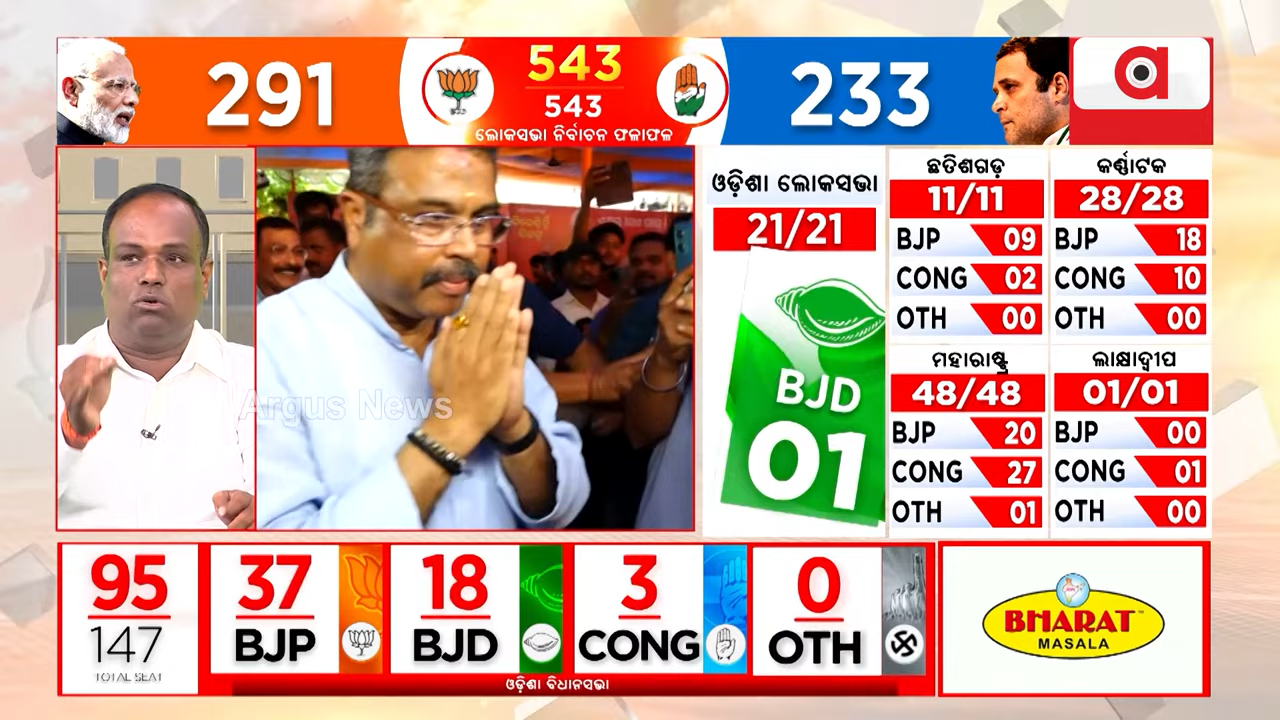 291
543
543
ଲୋକସଭା ନିର୍ବାଚନ ଫଳାଫଳ
233
a
ଓଡ଼ିଶା ଲୋକସଭା
21/21
BJD
01
ଛତିଶଗଡ଼
11/11
BJP 09
CONG 02
OTH 00
କର୍ଣ୍ଣାଟକ
28/28
BJP 18
CONG 10
OTH 00
ମହାରାଷ୍ଟ୍ର
48/48
BJP 20
CONG 27
OTH 01
ଲାକ୍ଷାଦ୍ୱୀପ
01/01
BJP 00
CONG 01
OTH 00
Argus News
95
147
TOTAL SEAT
37
BJP
18
BJD
3
CONG
0
OTH
ଓଡ଼ିଶା ବିଧାନସଭା
BHARAT
MASALA